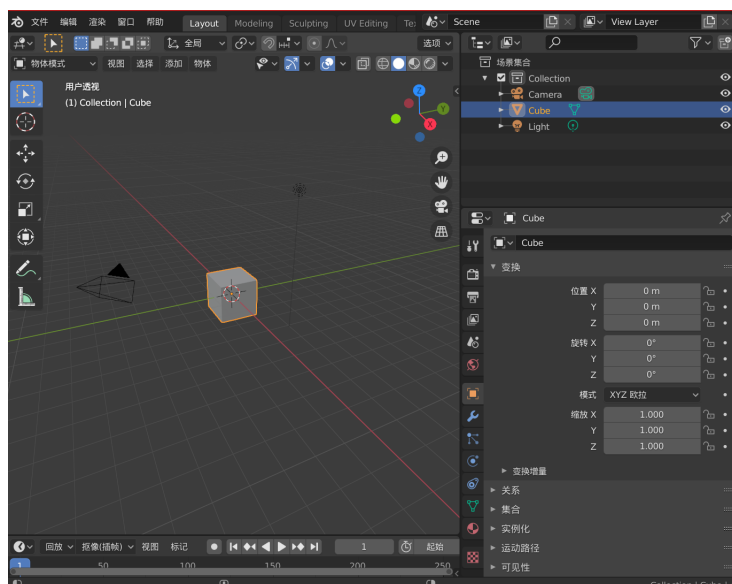 文件 编辑 渲染 窗口 帮助 Layout Modeling Sculpting UV Editing Te: Scene View Layer
全局 选项
物体模式 视图 选择 添加 物体
用户透视
(1) Collection | Cube
Z
Y
X
场景集合
Collection
Camera
Cube
Light
Cube
Cube
变换
位置 X 0 m
Y 0 m
Z 0 m
旋转 X 0°
Y 0°
Z 0°
模式 XYZ 欧拉
缩放 X 1.000
Y 1.000
Z 1.000
变换增量
关系
集合
实例化
运动路径
可见性
回放 抠像(插帧) 视图 标记 1 起始
1 50 100 150 200 250